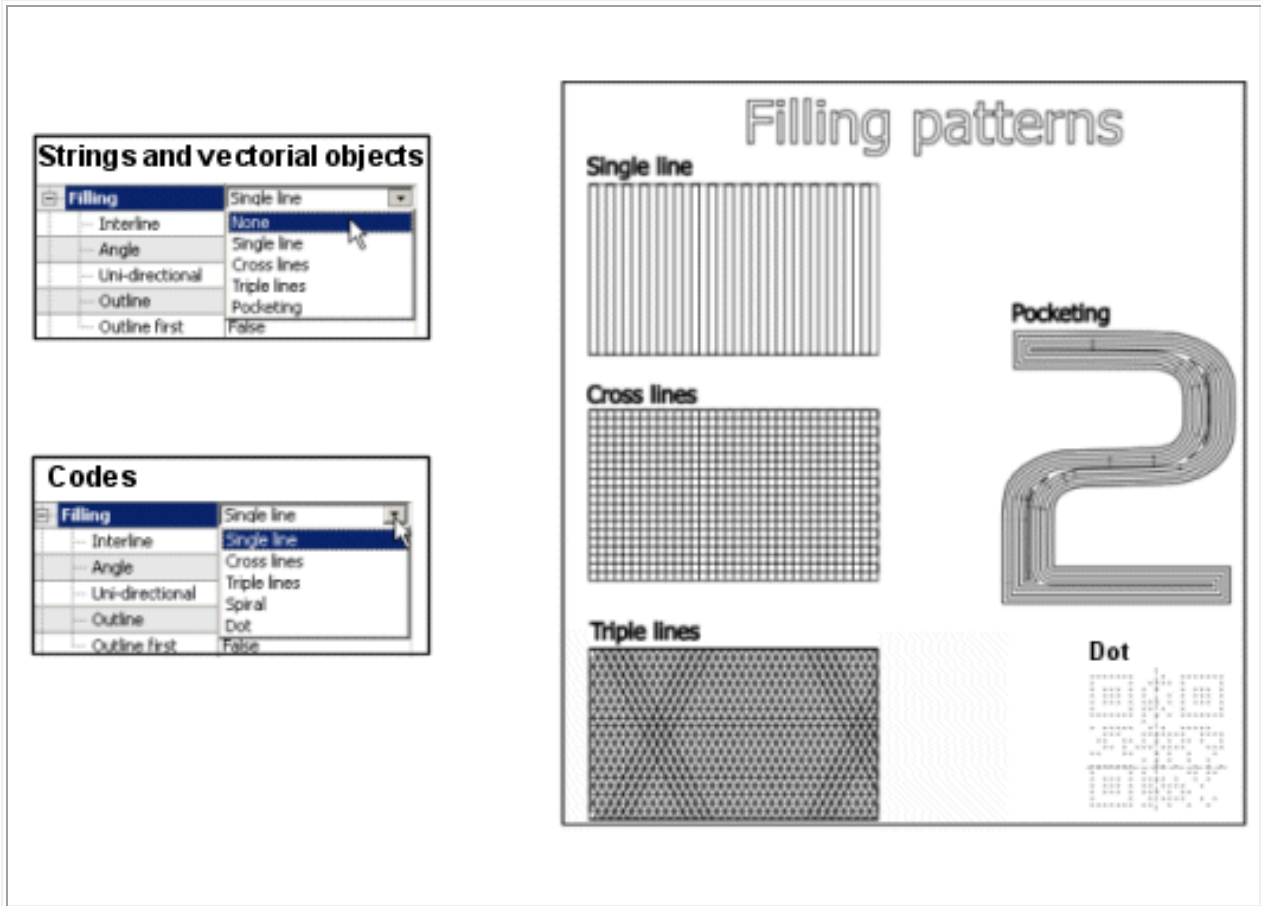 Strings and vectorial objects
Filling Single line
Interline None
Angle Single line
Uni-directional Cross lines
Outline Triple lines
Pocketing
Outline first False
Codes
Filling Single line
Interline Single line
Angle Cross lines
Uni-directional Triple lines
Outline Spiral
Dot
Outline first False
Filling patterns
Single line
Cross lines
Triple lines
Pocketing
Dot